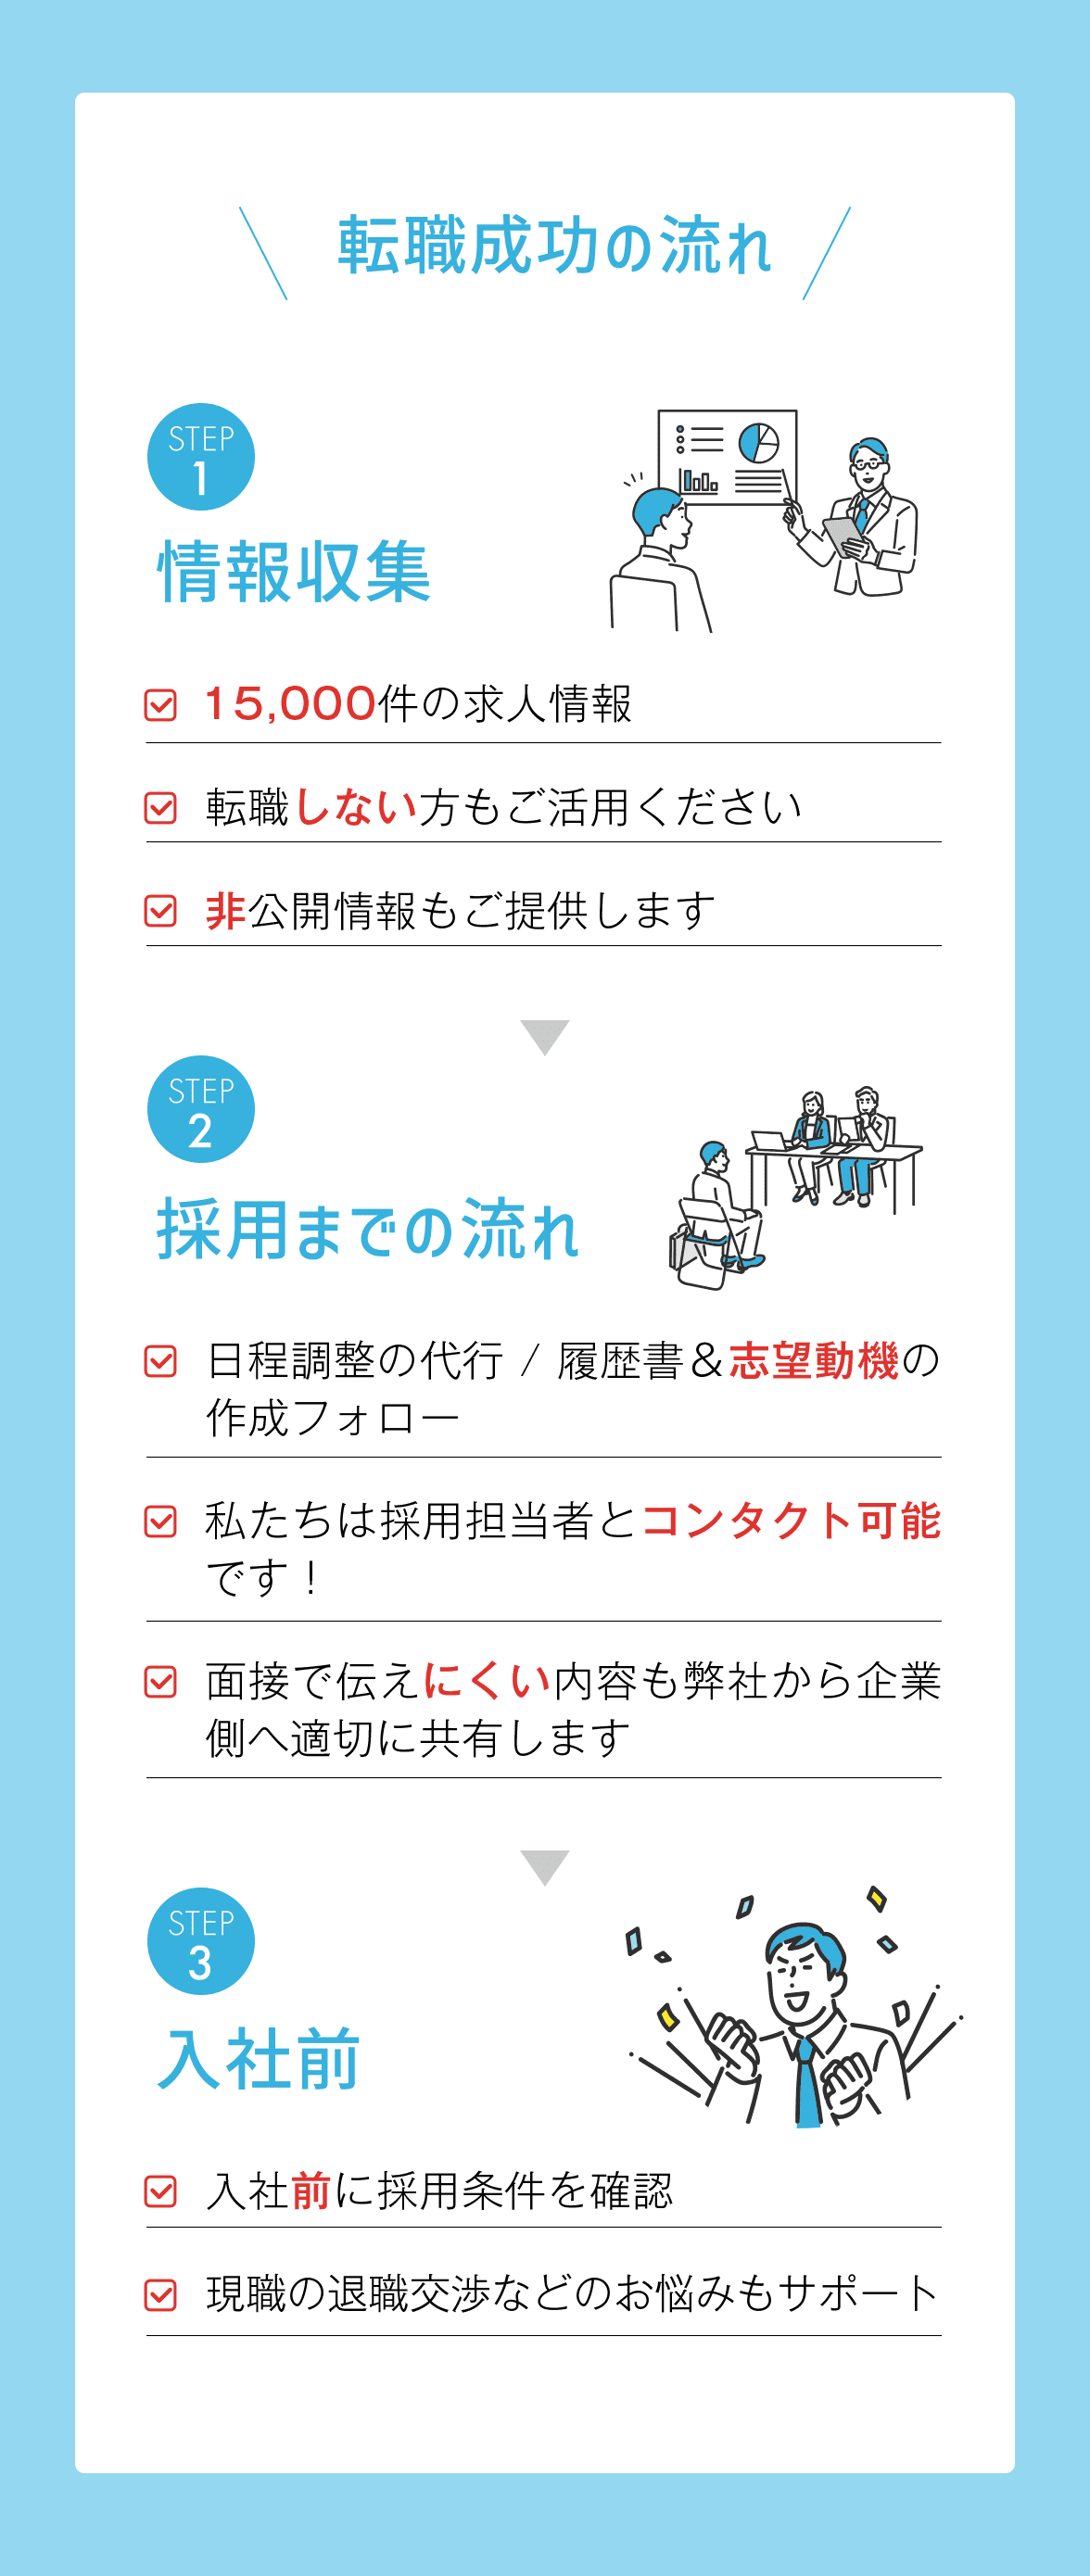 転職成功の流れ
STEP
1
情報収集
15,000件の求人情報
転職しない方もご活用ください
非公開情報もご提供します
STEP
2
採用までの流れ
日程調整の代行 / 履歴書&志望動機の
作成フォロー
私たちは採用担当者とコンタクト可能
です！
面接で伝えにくい内容も弊社から企業
側へ適切に共有します
STEP
3
入社前
入社前に採用条件を確認
現職の退職交渉などのお悩みもサポート